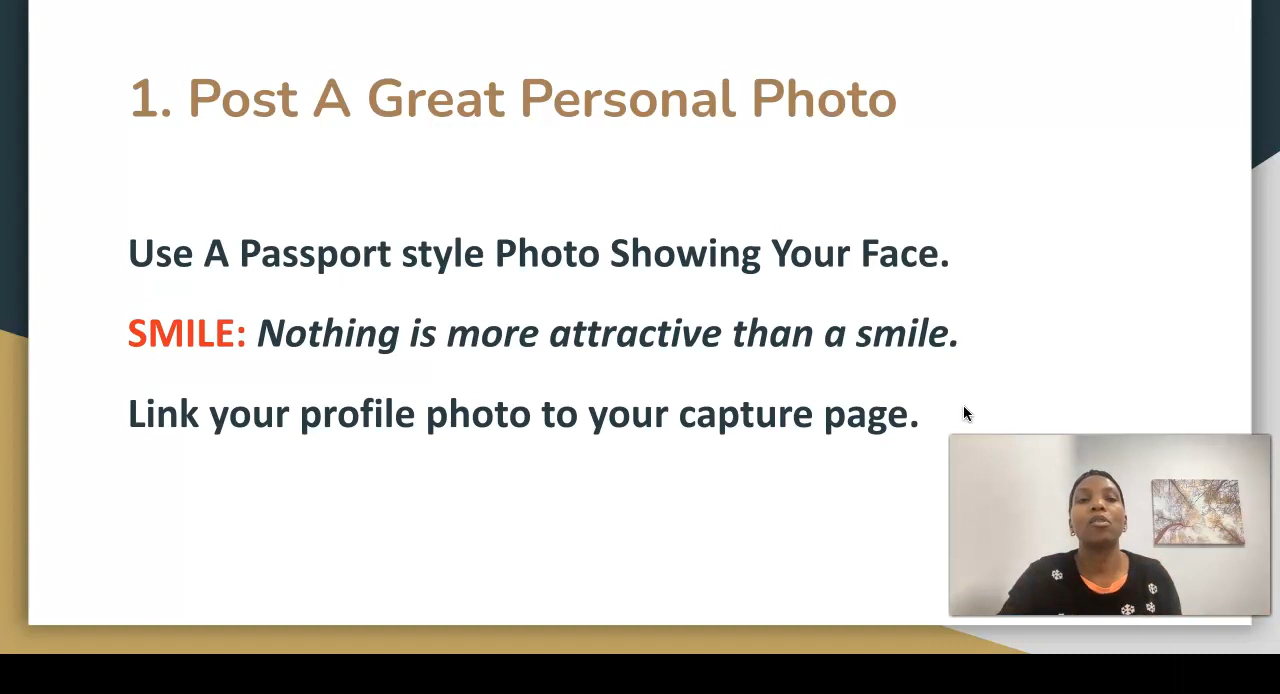 1. Post A Great Personal Photo
Use A Passport style Photo Showing Your Face.
SMILE: Nothing is more attractive than a smile.
Link your profile photo to your capture page.